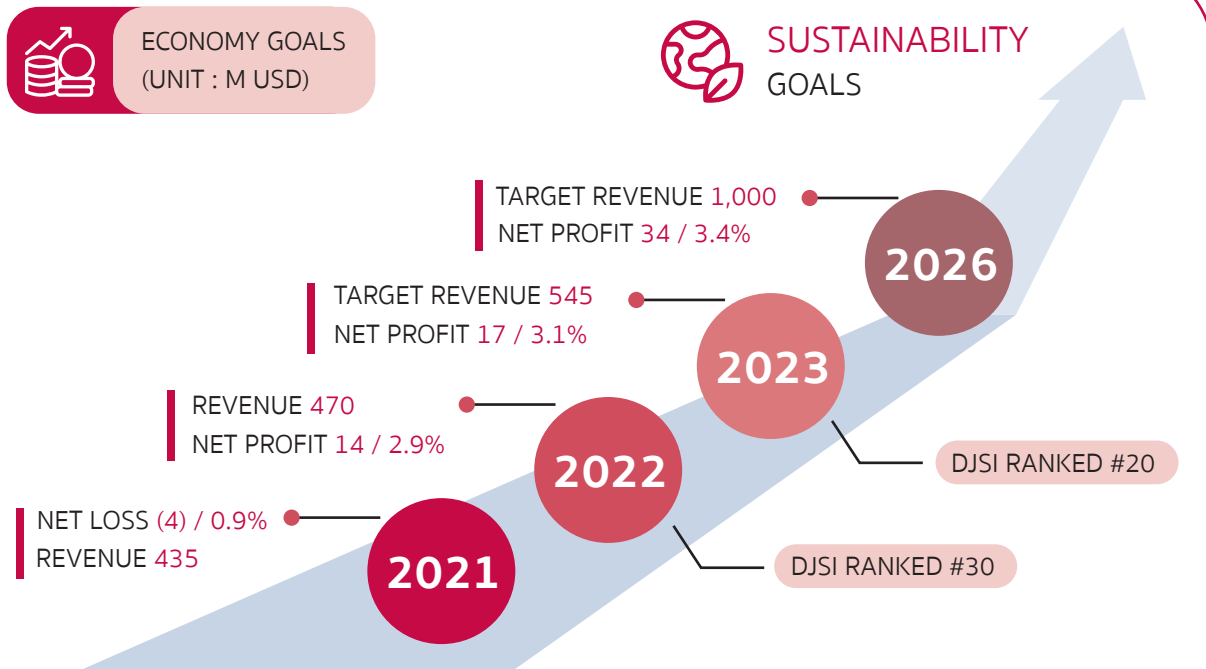 ECONOMY GOALS
(UNIT : M USD)
SUSTAINABILITY
GOALS
TARGET REVENUE 1,000
NET PROFIT 34 / 3.4%
2026
TARGET REVENUE 545
NET PROFIT 17 / 3.1%
2023
REVENUE 470
NET PROFIT 14 / 2.9%
2022
DJSI RANKED #20
NET LOSS (4) / 0.9%
REVENUE 435
2021
DJSI RANKED #30